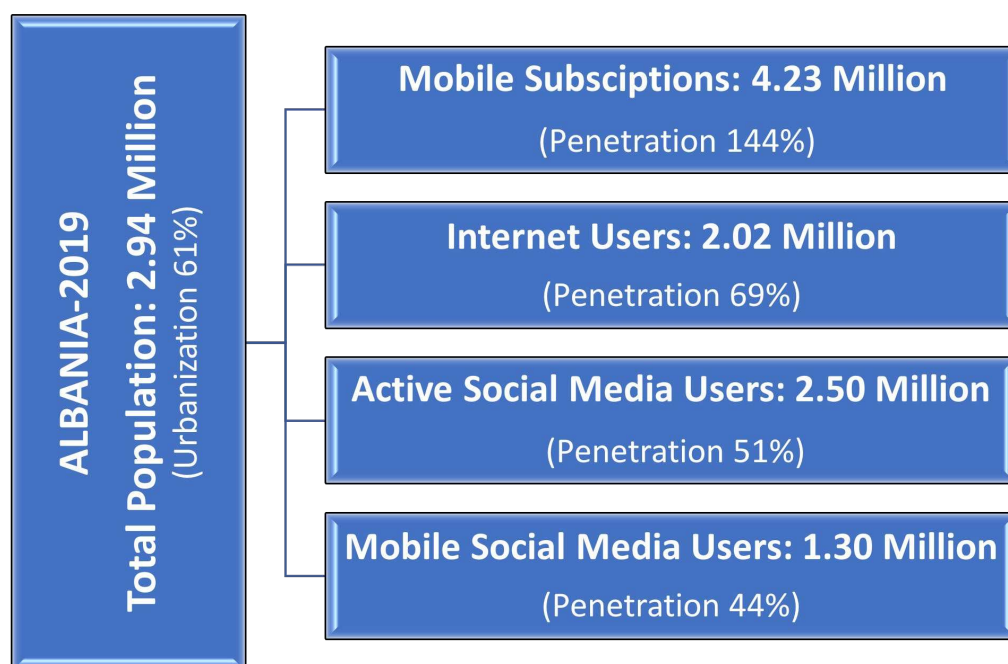 ALBANIA-2019
Total Population: 2.94 Million
(Urbanization 61%)
Mobile Subsciptions: 4.23 Million
(Penetration 144%)
Internet Users: 2.02 Million
(Penetration 69%)
Active Social Media Users: 2.50 Million
(Penetration 51%)
Mobile Social Media Users: 1.30 Million
(Penetration 44%)